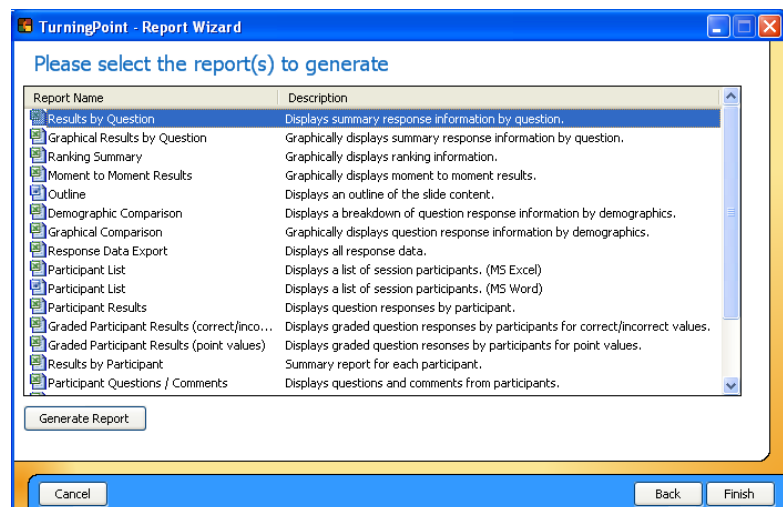 TurningPoint - Report Wizard
Please select the report(s) to generate
Report Name Description
Results by Question Displays summary response information by question.
Graphical Results by Question Graphically displays summary response information by question.
Ranking Summary Graphically displays ranking information.
Moment to Moment Results Graphically displays moment to moment results.
Outline Displays an outline of the slide content.
Demographic Comparison Displays a breakdown of question response information by demographics.
Graphical Comparison Graphically displays question response information by demographics.
Response Data Export Displays all response data.
Participant List Displays a list of session participants. (MS Excel)
Participant List Displays a list of session participants. (MS Word)
Participant Results Displays question responses by participant.
Graded Participant Results (correct/inco... Displays graded question responses by participants for correct/incorrect values.
Graded Participant Results (point values) Displays graded question resonses by participants for point values.
Results by Participant Summary report for each participant.
Participant Questions / Comments Displays questions and comments from participants.
Generate Report
Cancel Back Finish